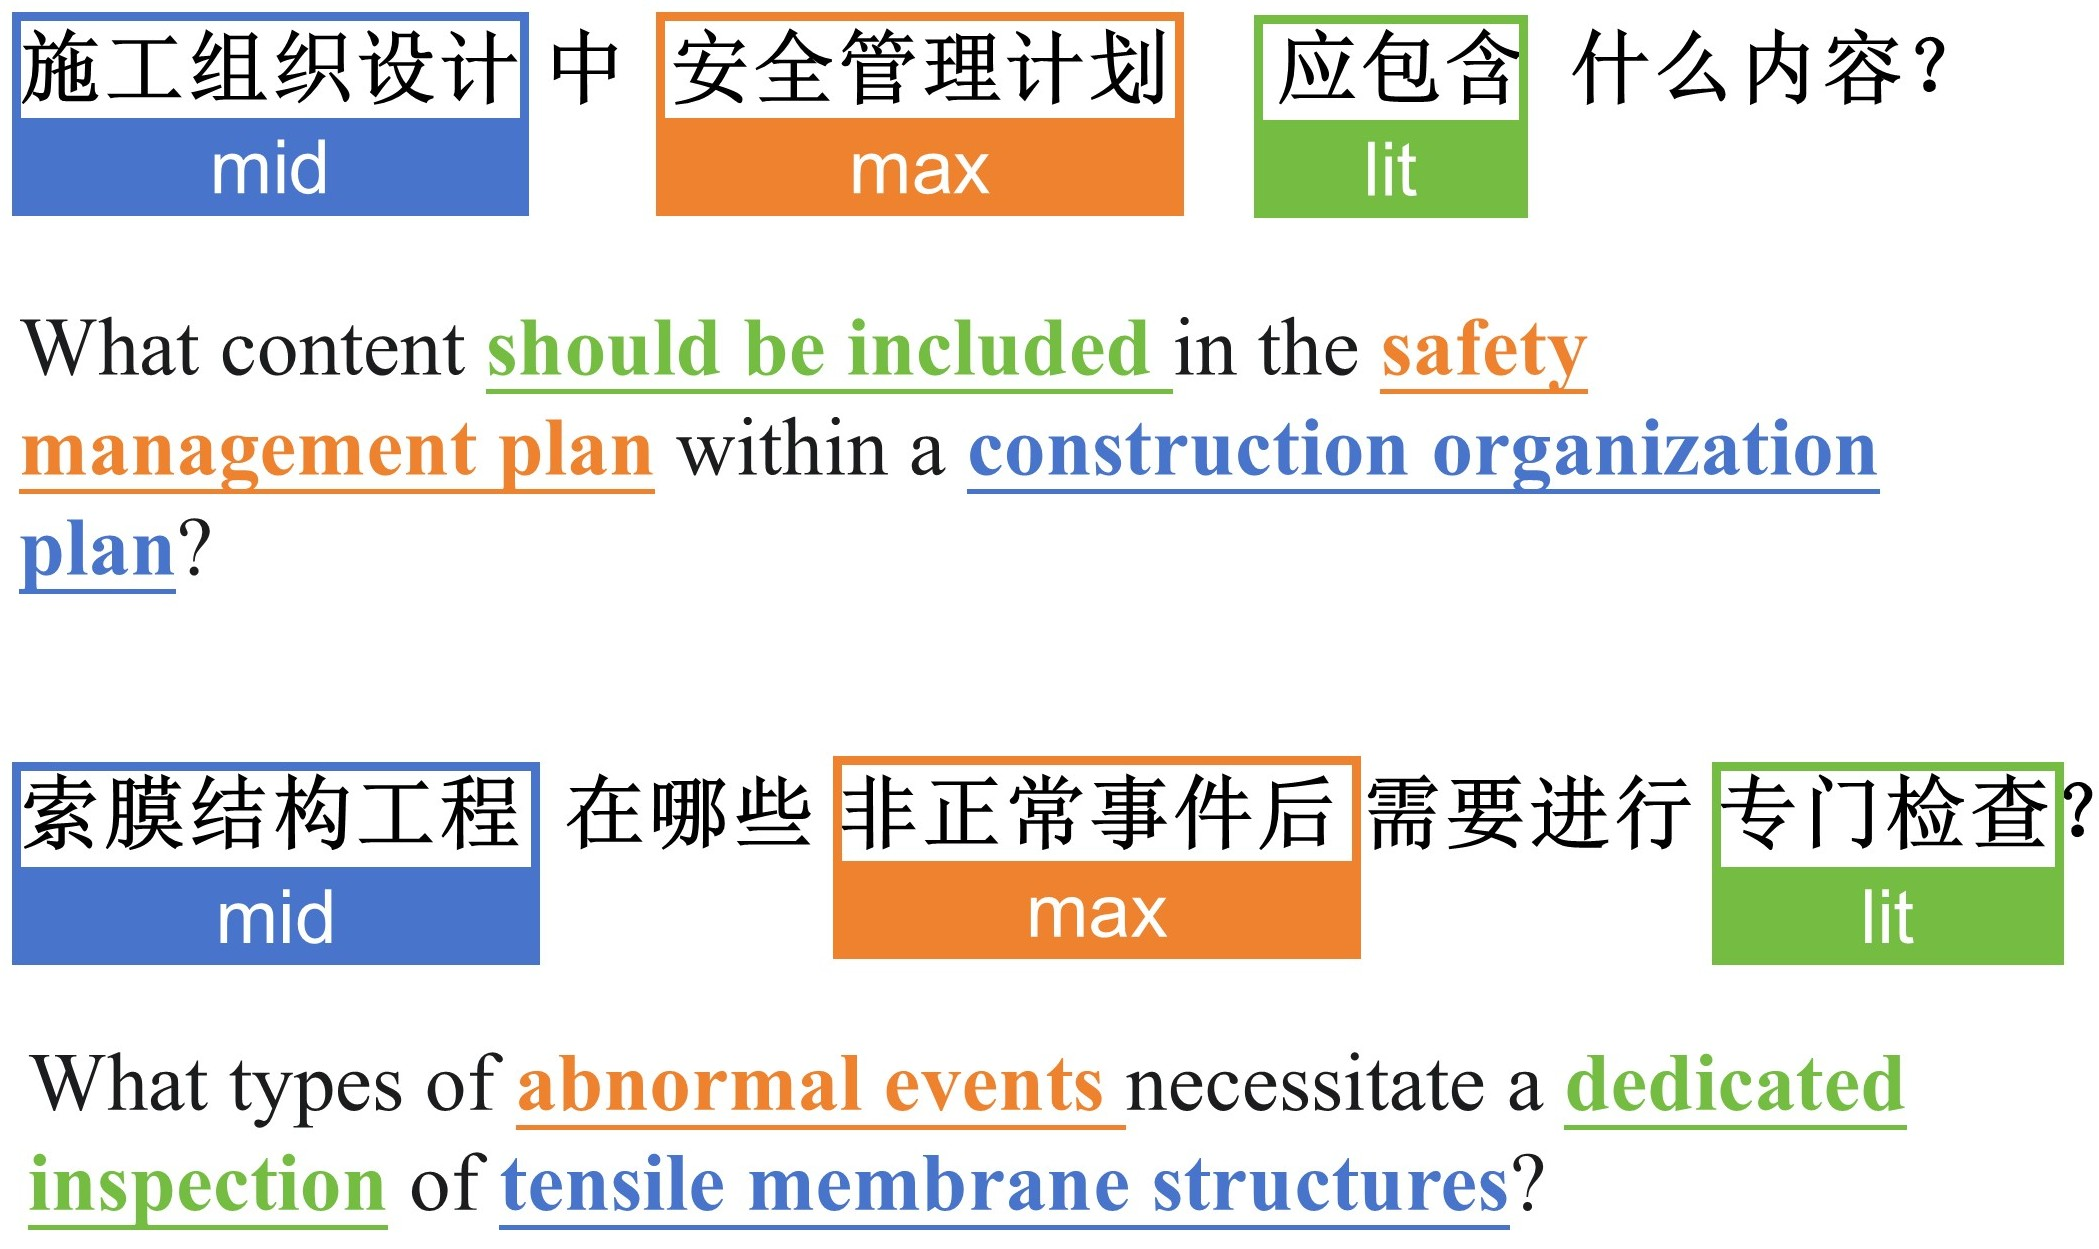 施工组织设计 中 安全管理计划 应包含 什么内容？
mid max lit
What content should be included in the safety
management plan within a construction organization
plan?
索膜结构工程 在哪些 非正常事件后 需要进行 专门检查？
mid max lit
What types of abnormal events necessitate a dedicated
inspection of tensile membrane structures?